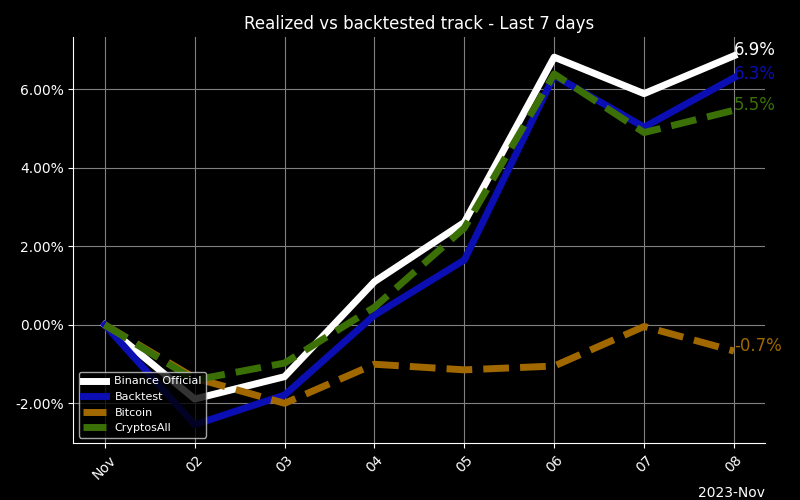 Realized vs backtested track - Last 7 days
6.9%
6.3%
5.5%
-0.7%
6.00%
4.00%
2.00%
0.00%
-2.00%
Binance Official
Backtest
Bitcoin
CryptosAll
Nov 02 03 04 05 06 07 08
2023-Nov